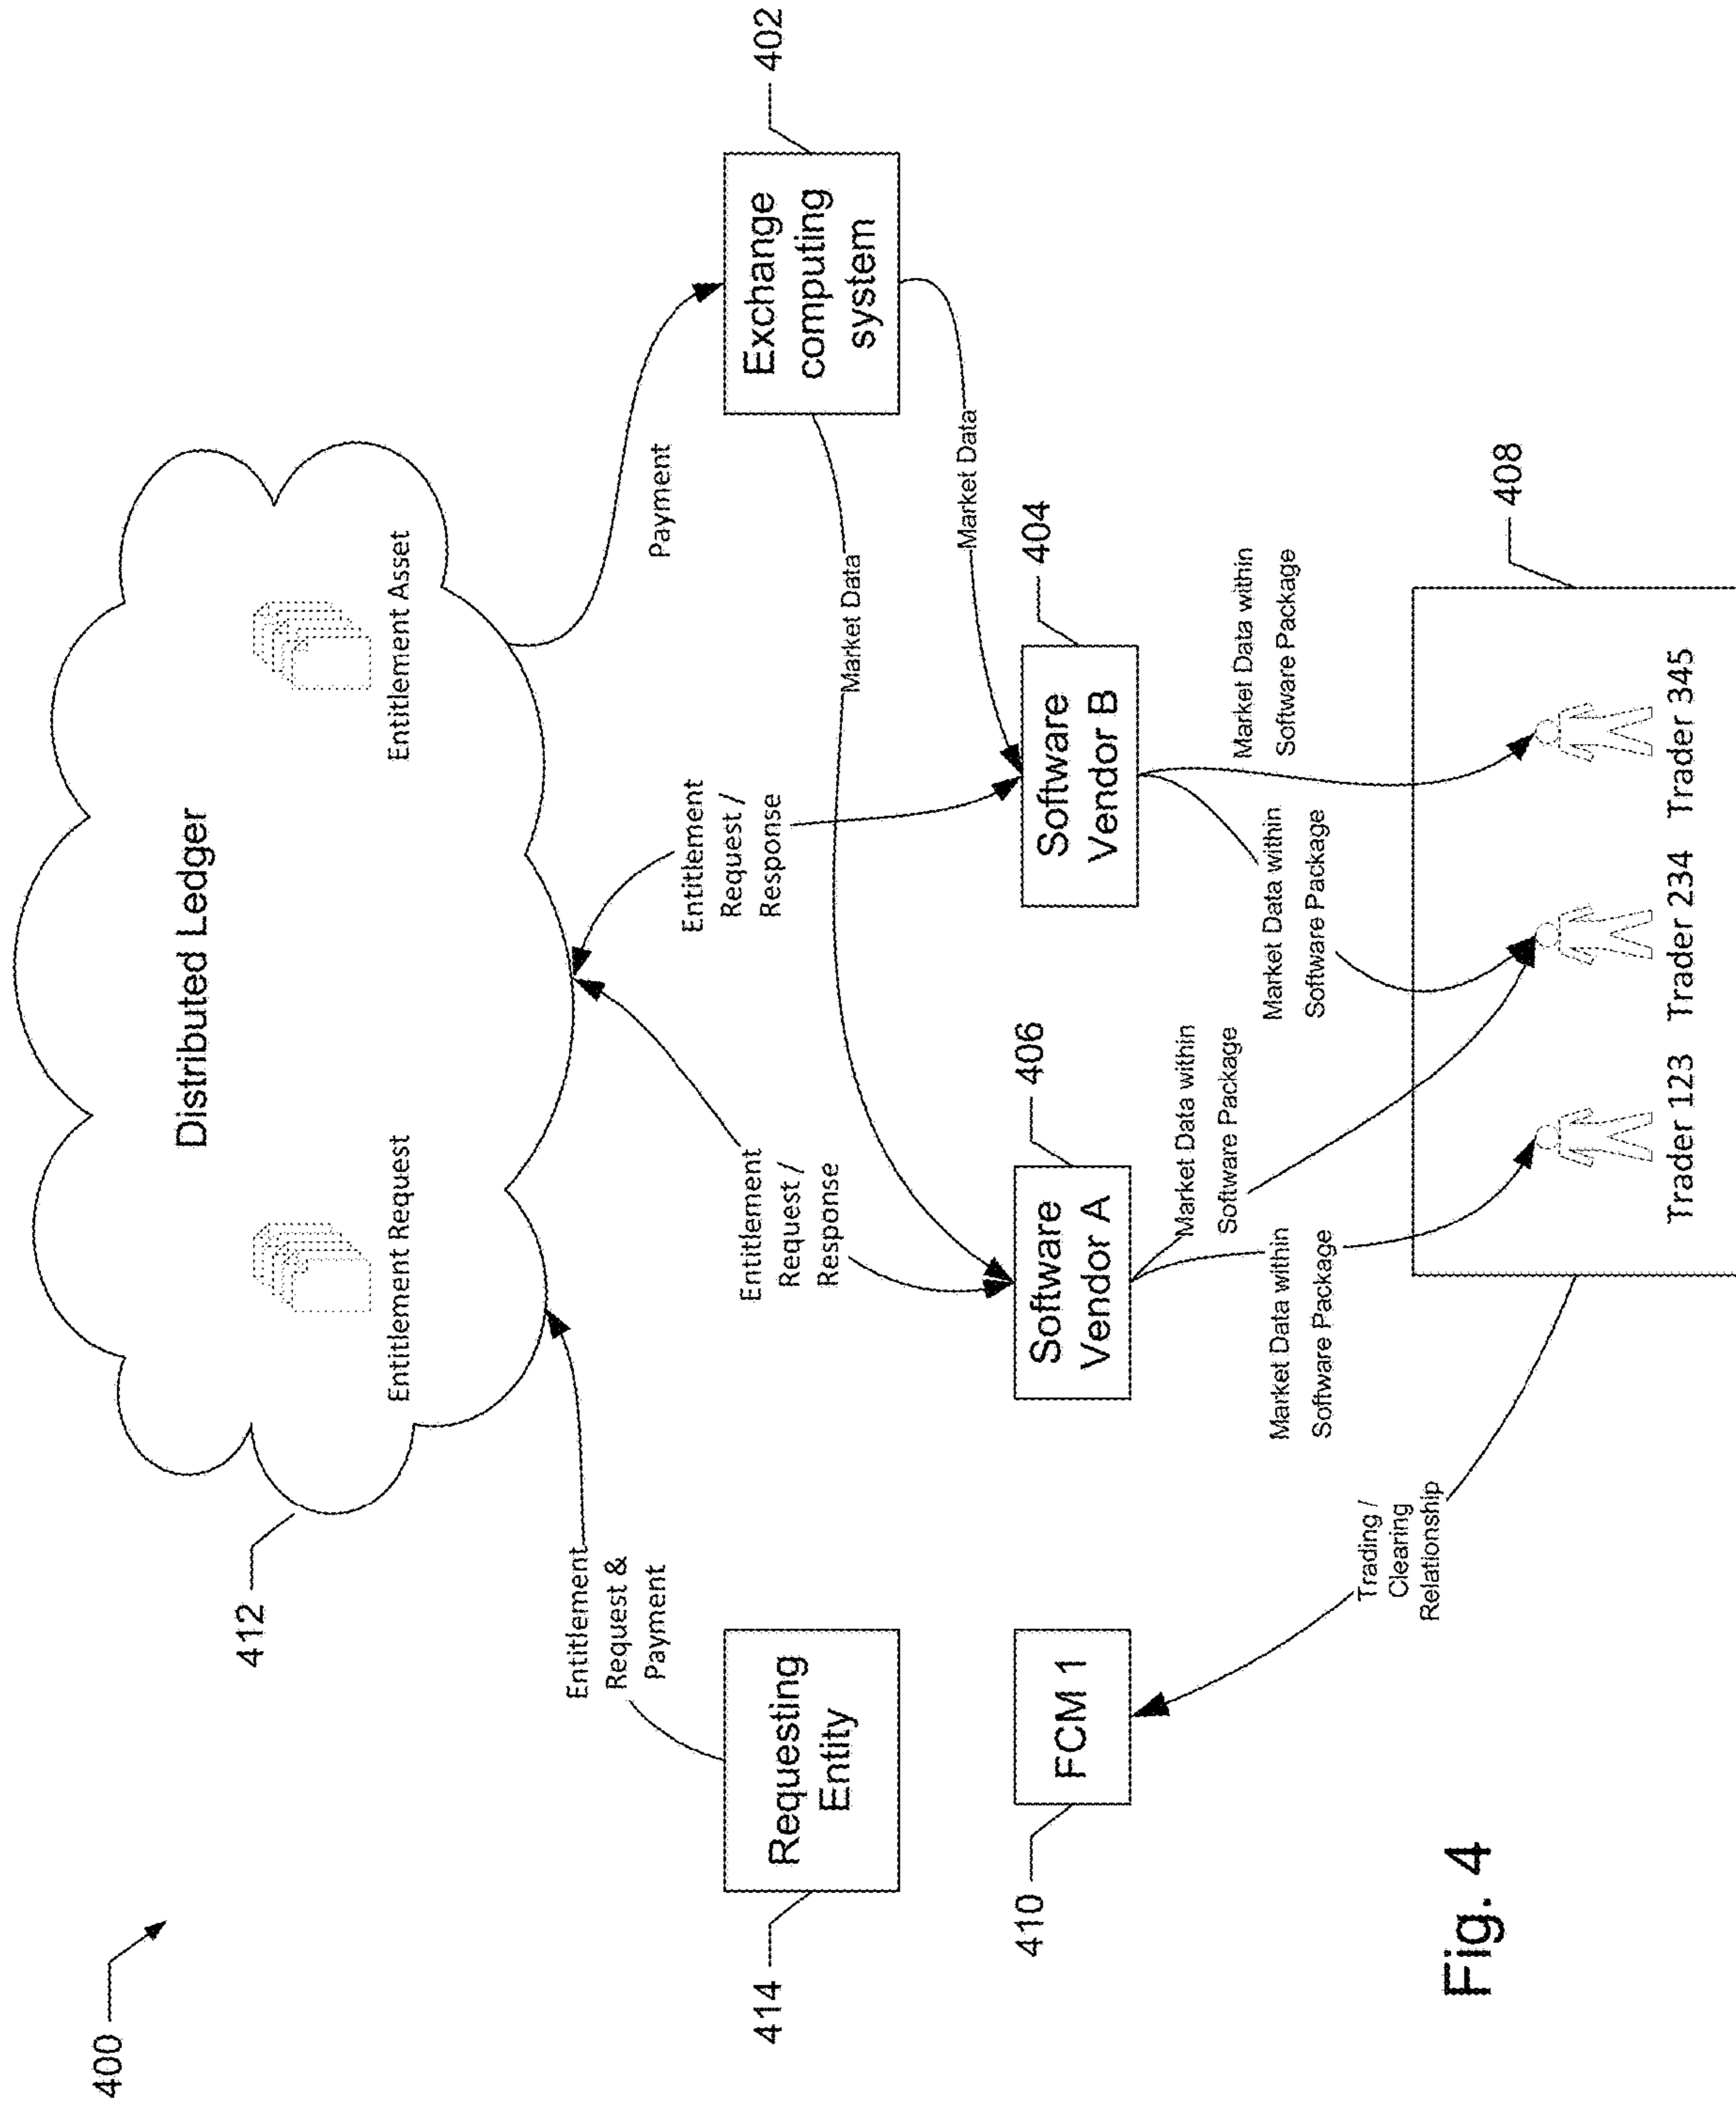 400
412
Distributed Ledger
Entitlement Request
Entitlement Asset
Entitlement
Request &
Payment
Entitlement
Request /
Response
Entitlement
Request /
Response
Payment
414
Requesting
Entity
Exchange
computing
system
402
Market Data
Market Data
410
FCM 1
Software
Vendor A
406
Software
Vendor B
404
Trading /
Clearing
Relationship
Market Data within
Software Package
Market Data within
Software Package
Market Data within
Software Package
Market Data within
Software Package
408
Trader 123
Trader 234
Trader 345
Fig. 4